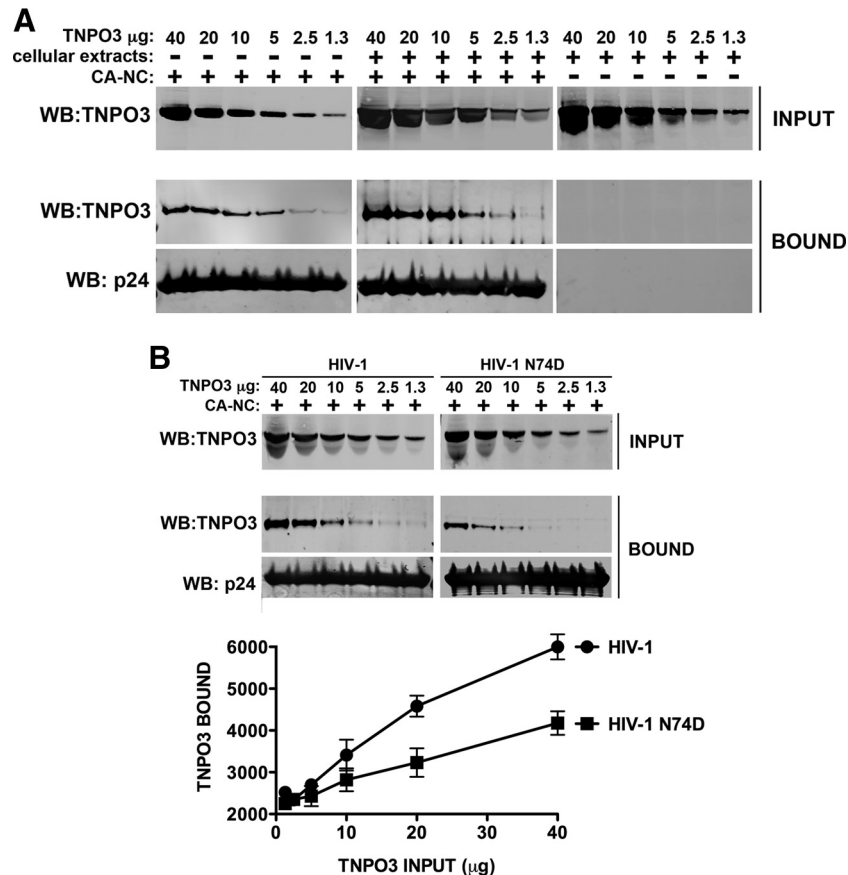 A
TNPO3 μg: 40 20 10 5 2.5 1.3 40 20 10 5 2.5 1.3 40 20 10 5 2.5 1.3
cellular extracts: - - - - - - + + + + + + + + + + + +
CA-NC: + + + + + + + + + + + + - - - - - -
WB:TNPO3 INPUT
WB:TNPO3
BOUND
WB: p24
B
HIV-1 HIV-1 N74D
TNPO3 μg: 40 20 10 5 2.5 1.3 40 20 10 5 2.5 1.3
CA-NC: + + + + + + + + + + + +
WB:TNPO3 INPUT
WB:TNPO3
BOUND
WB: p24
6000 HIV-1
5000
4000 HIV-1 N74D
3000
2000
TNPO3 BOUND
0 10 20 30 40
TNPO3 INPUT (μg)